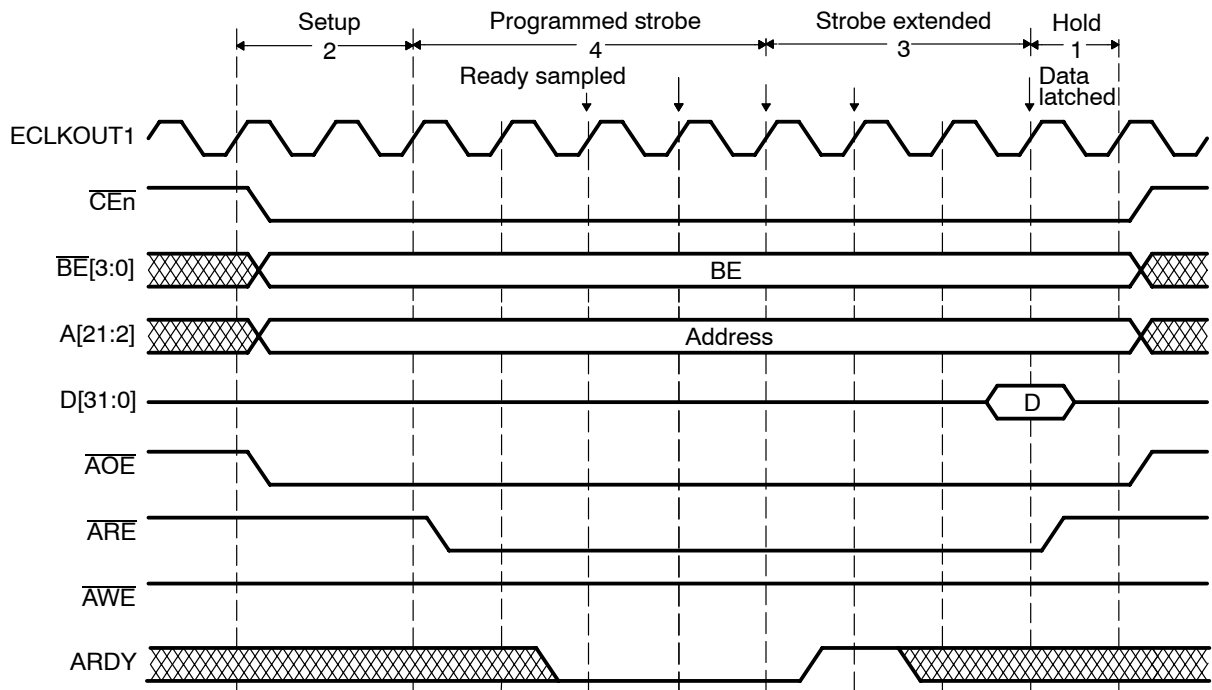 Setup
2
Programmed strobe
4
Strobe extended
3
Hold
1
Ready sampled
Data
latched
ECLKOUT1
CEn
BE[3:0]
BE
A[21:2]
Address
D[31:0]
D
AOE
ARE
AWE
ARDY